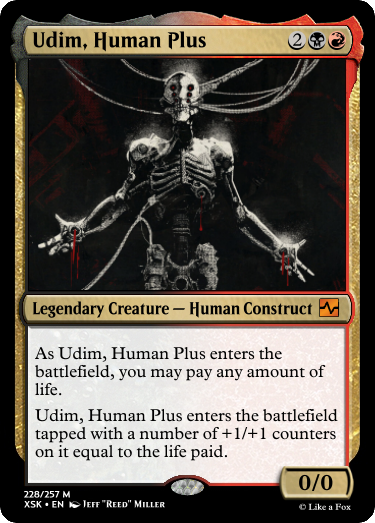 Udim, Human Plus 2
Legendary Creature — Human Construct
As Udim, Human Plus enters the
battlefield, you may pay any amount of
life.
Udim, Human Plus enters the battlefield
tapped with a number of +1/+1 counters
on it equal to the life paid.
0/0
228/257 M
XSK • EN Jeff "Reed" Miller
© Like a Fox